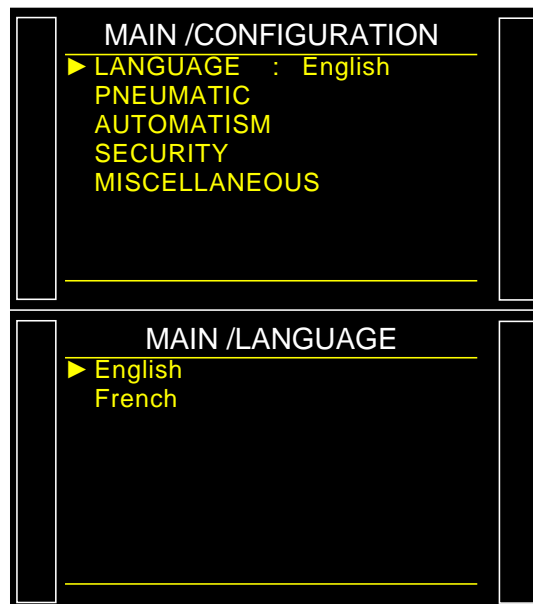 MAIN /CONFIGURATION
► LANGUAGE : English
PNEUMATIC
AUTOMATISM
SECURITY
MISCELLANEOUS
MAIN /LANGUAGE
► English
French